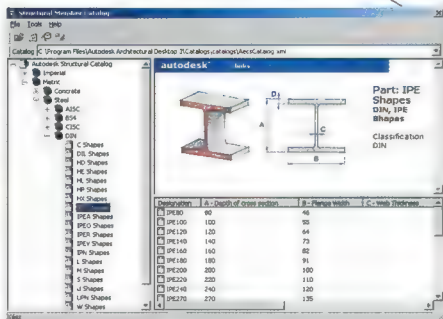 Structural Member Catalog
File Tools Help
Catalog C:\Program Files\Autodesk Architectural Desktop 3\Catalogs\catalogs\AecsCatalog xml
Autodesk Structural Catalog
Imperial
Metric
Concrete
Steel
AISC
BS4
CISC
DIN
C Shapes
DIL Shapes
HD Shapes
HE Shapes
HL Shapes
HP Shapes
HX Shapes
IPEA Shapes
IPEO Shapes
IPER Shapes
IPEV Shapes
IPN Shapes
L Shapes
M Shapes
S Shapes
U Shapes
UPN Shapes
W Shapes
autodesk
D
A
C
B
Part: IPE
Shapes
DIN, IPE
Shapes
Classification
DIN
Designation A - Depth of cross section B - Flange Width C - Web Thickness
IPE80 80 46
IPE100 100 55
IPE120 120 64
IPE140 140 73
IPE160 160 82
IPE180 180 91
IPE200 200 100
IPE220 220 110
IPE240 240 120
IPE270 270 135